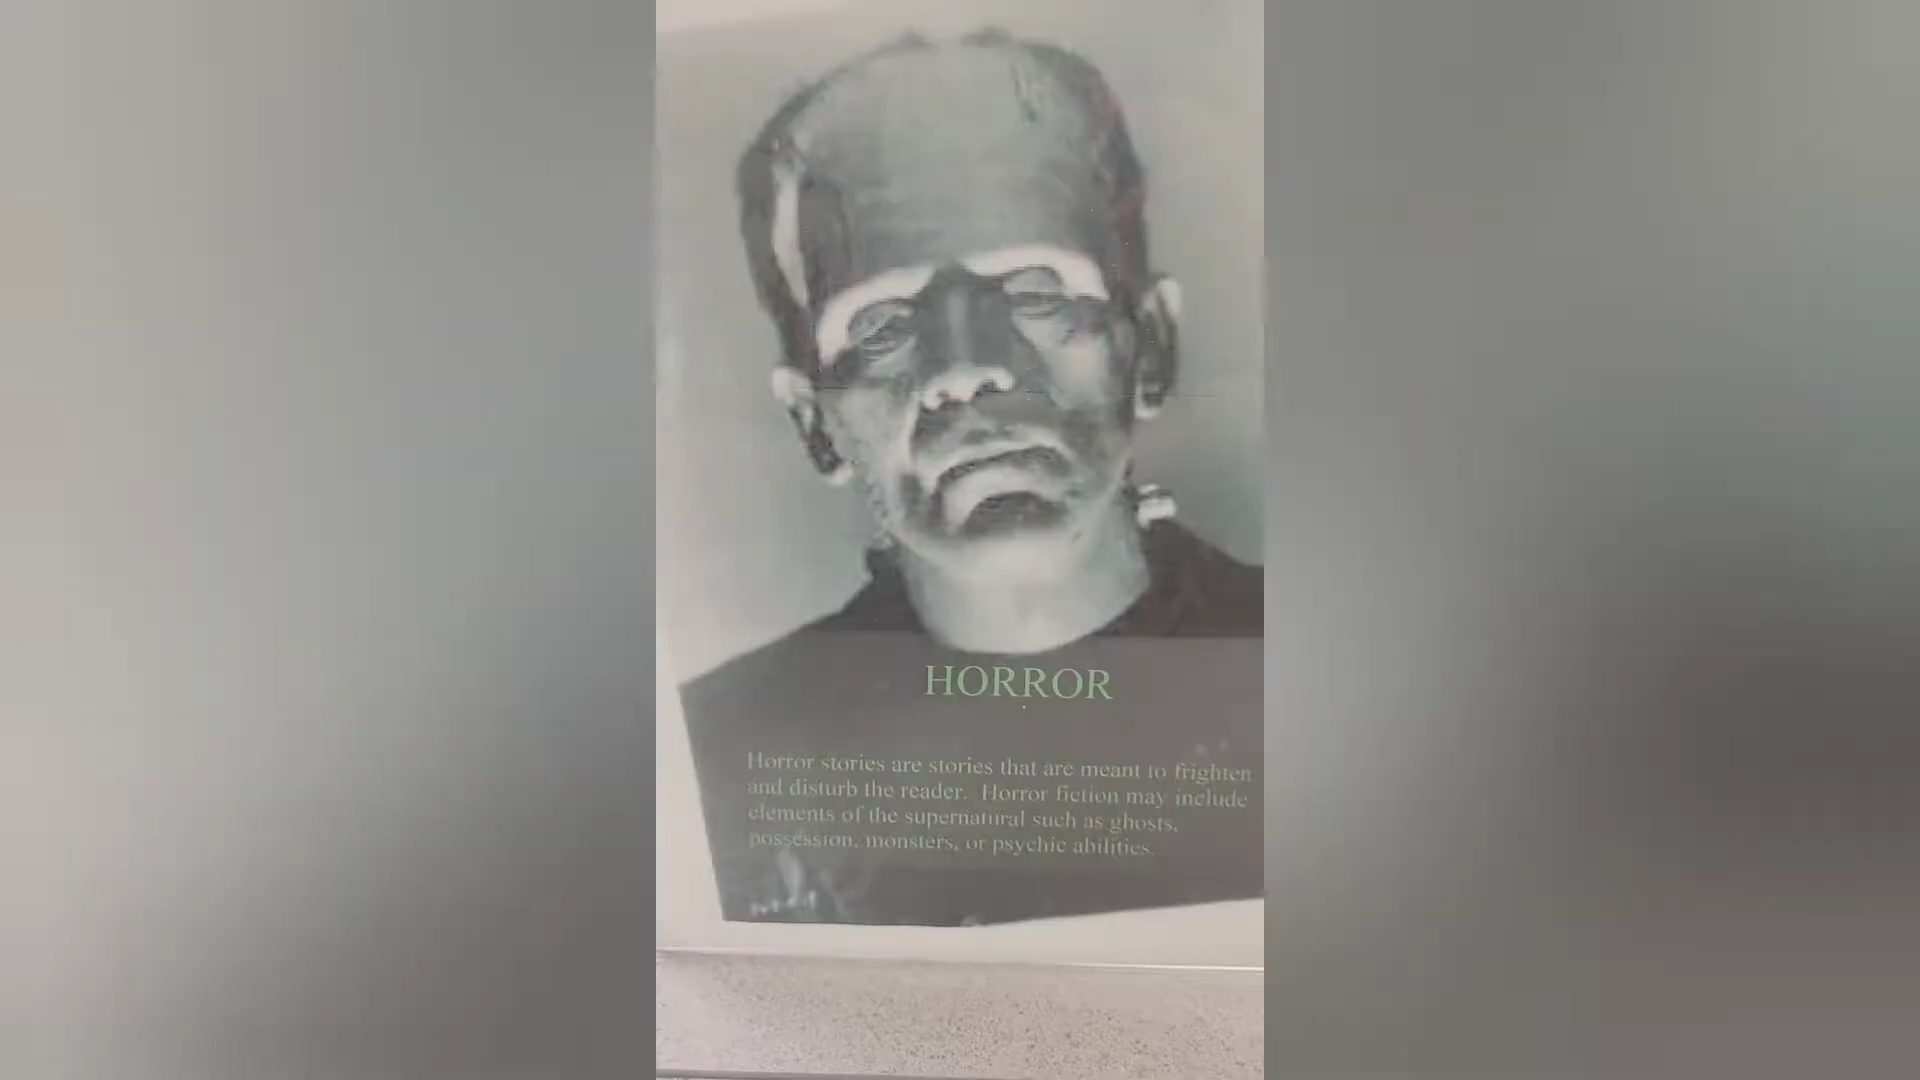 HORROR
Horror stories are stories that are meant to frighten
and disturb the reader. Horror fiction may include
elements of the supernatural such as ghosts,
possession, monsters, or psychic abilities.